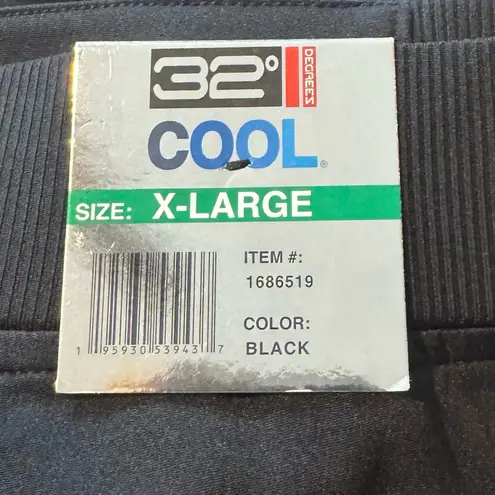 32° DEGREES
COOL®
SIZE: X-LARGE
ITEM #:
1686519
COLOR:
BLACK
1 95930 53943 7